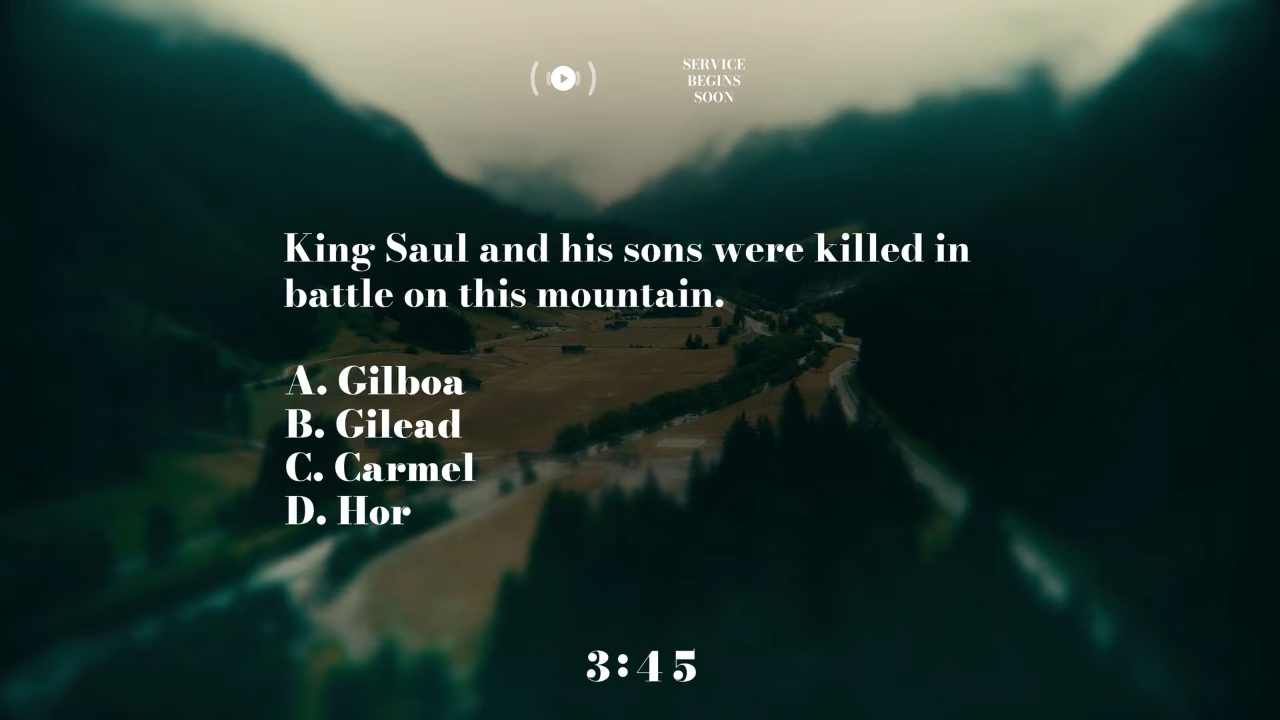 SERVICE
BEGINS
SOON
King Saul and his sons were killed in
battle on this mountain.
A. Gilboa
B. Gilead
C. Carmel
D. Hor
3:45